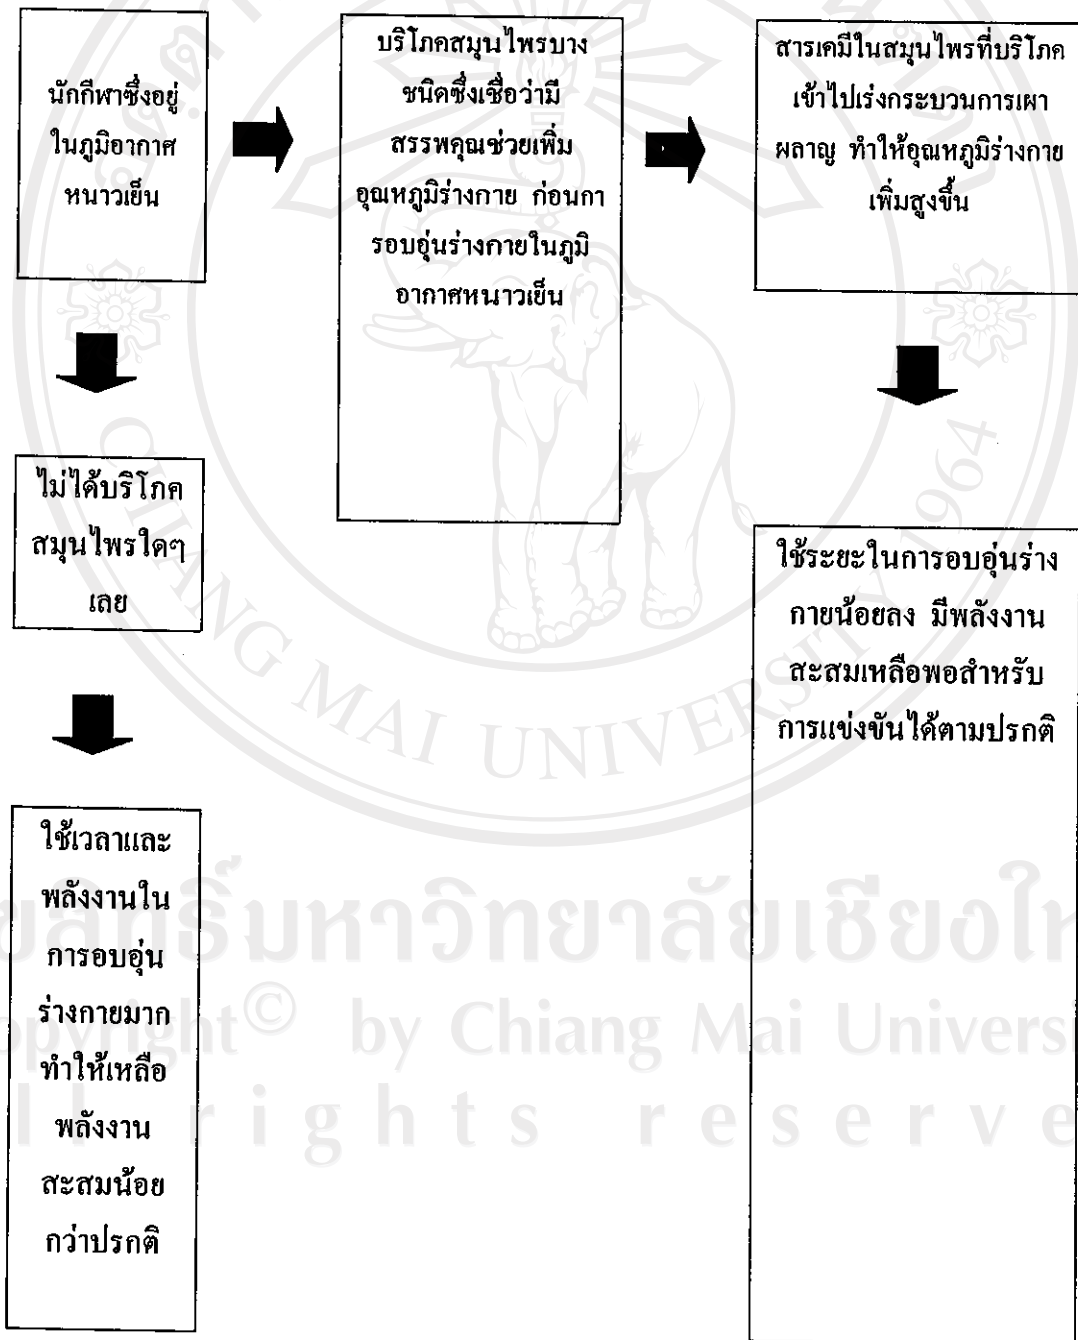 นักกีฬาซึ่งอยู่
ในภูมิอากาศ
หนาวเย็น
บริโภคสมุนไพรบาง
ชนิดซึ่งเชื่อว่ามี
สรรพคุณช่วยเพิ่ม
อุณหภูมิร่างกาย ก่อนกา
รอบอุ่นร่างกายในภูมิ
อากาศหนาวเย็น
สารเคมีในสมุนไพรที่บริโภค
เข้าไปเร่งกระบวนการเผา
ผลาญ ทำให้อุณหภูมิร่างกาย
เพิ่มสูงขึ้น
ไม่ได้บริโภค
สมุนไพรใดๆ
เลย
ใช้ระยะในการอบอุ่นร่าง
กายน้อยลง มีพลังงาน
สะสมเหลือพอสำหรับ
การแข่งขันได้ตามปรกติ
ใช้เวลาและ
พลังงานใน
การอบอุ่น
ร่างกายมาก
ทำให้เหลือ
พลังงาน
สะสมน้อย
กว่าปรกติ
CHIANG MAI UNIVERSITY 1964
มหาวิทยาลัยเชียงให
opyright© by Chiang Mai Univers
ll rights reserve